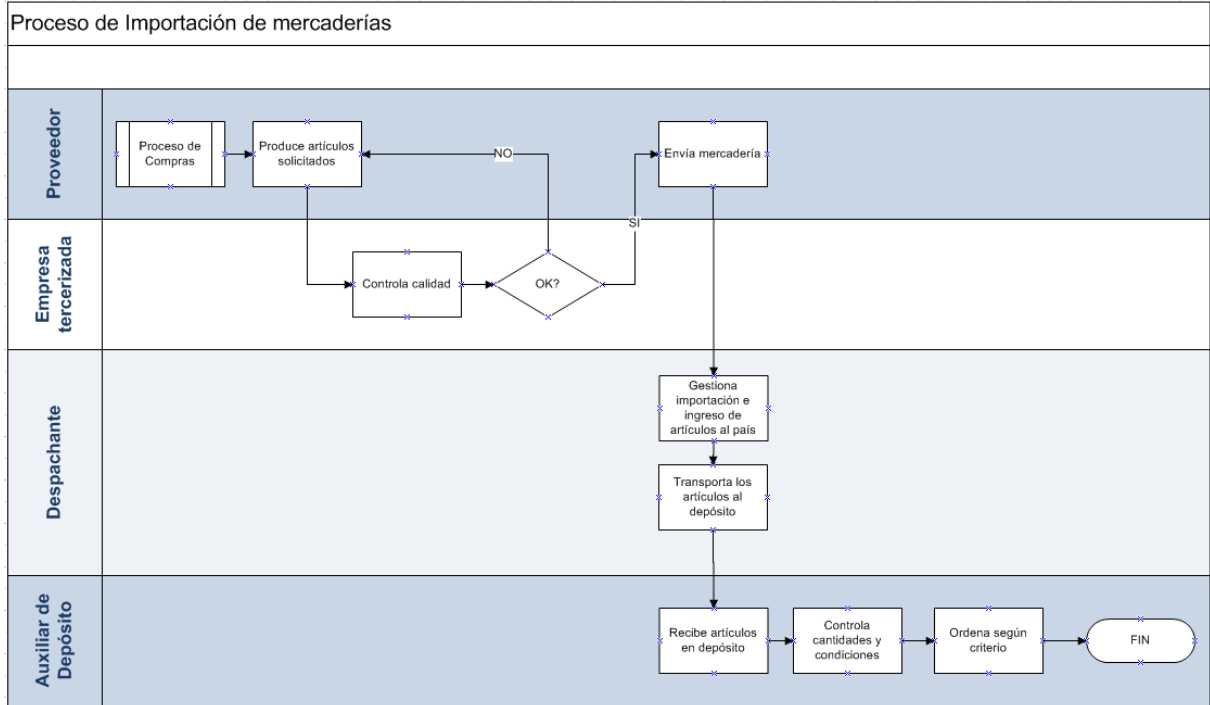 Proceso de Importación de mercaderías
Proveedor
Proceso de
Compras
Produce artículos
solicitados
NO
Envía mercadería
SI
Empresa
tercerizada
Controla calidad
OK?
Despachante
Gestiona
importación e
ingreso de
artículos al país
Transporta los
artículos al
depósito
Auxiliar de
Depósito
Recibe artículos
en depósito
Controla
cantidades y
condiciones
Ordena según
criterio
FIN